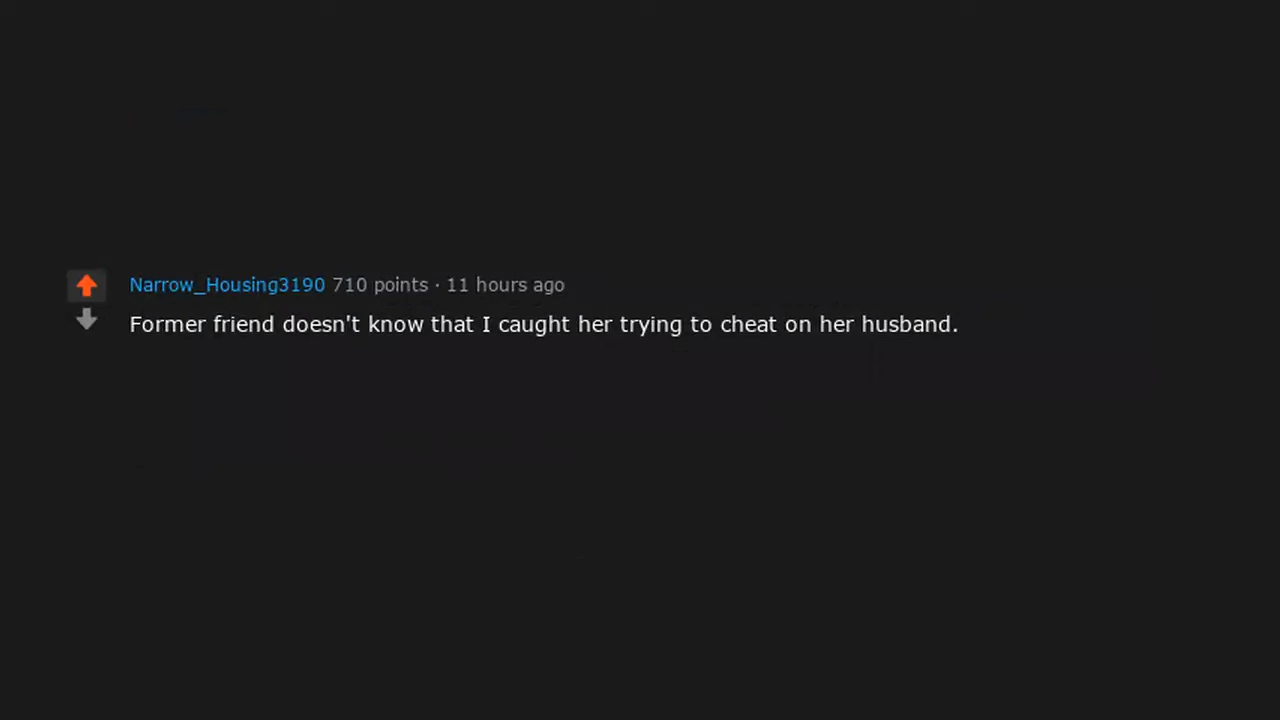 Narrow_Housing3190 710 points · 11 hours ago
Former friend doesn't know that I caught her trying to cheat on her husband.